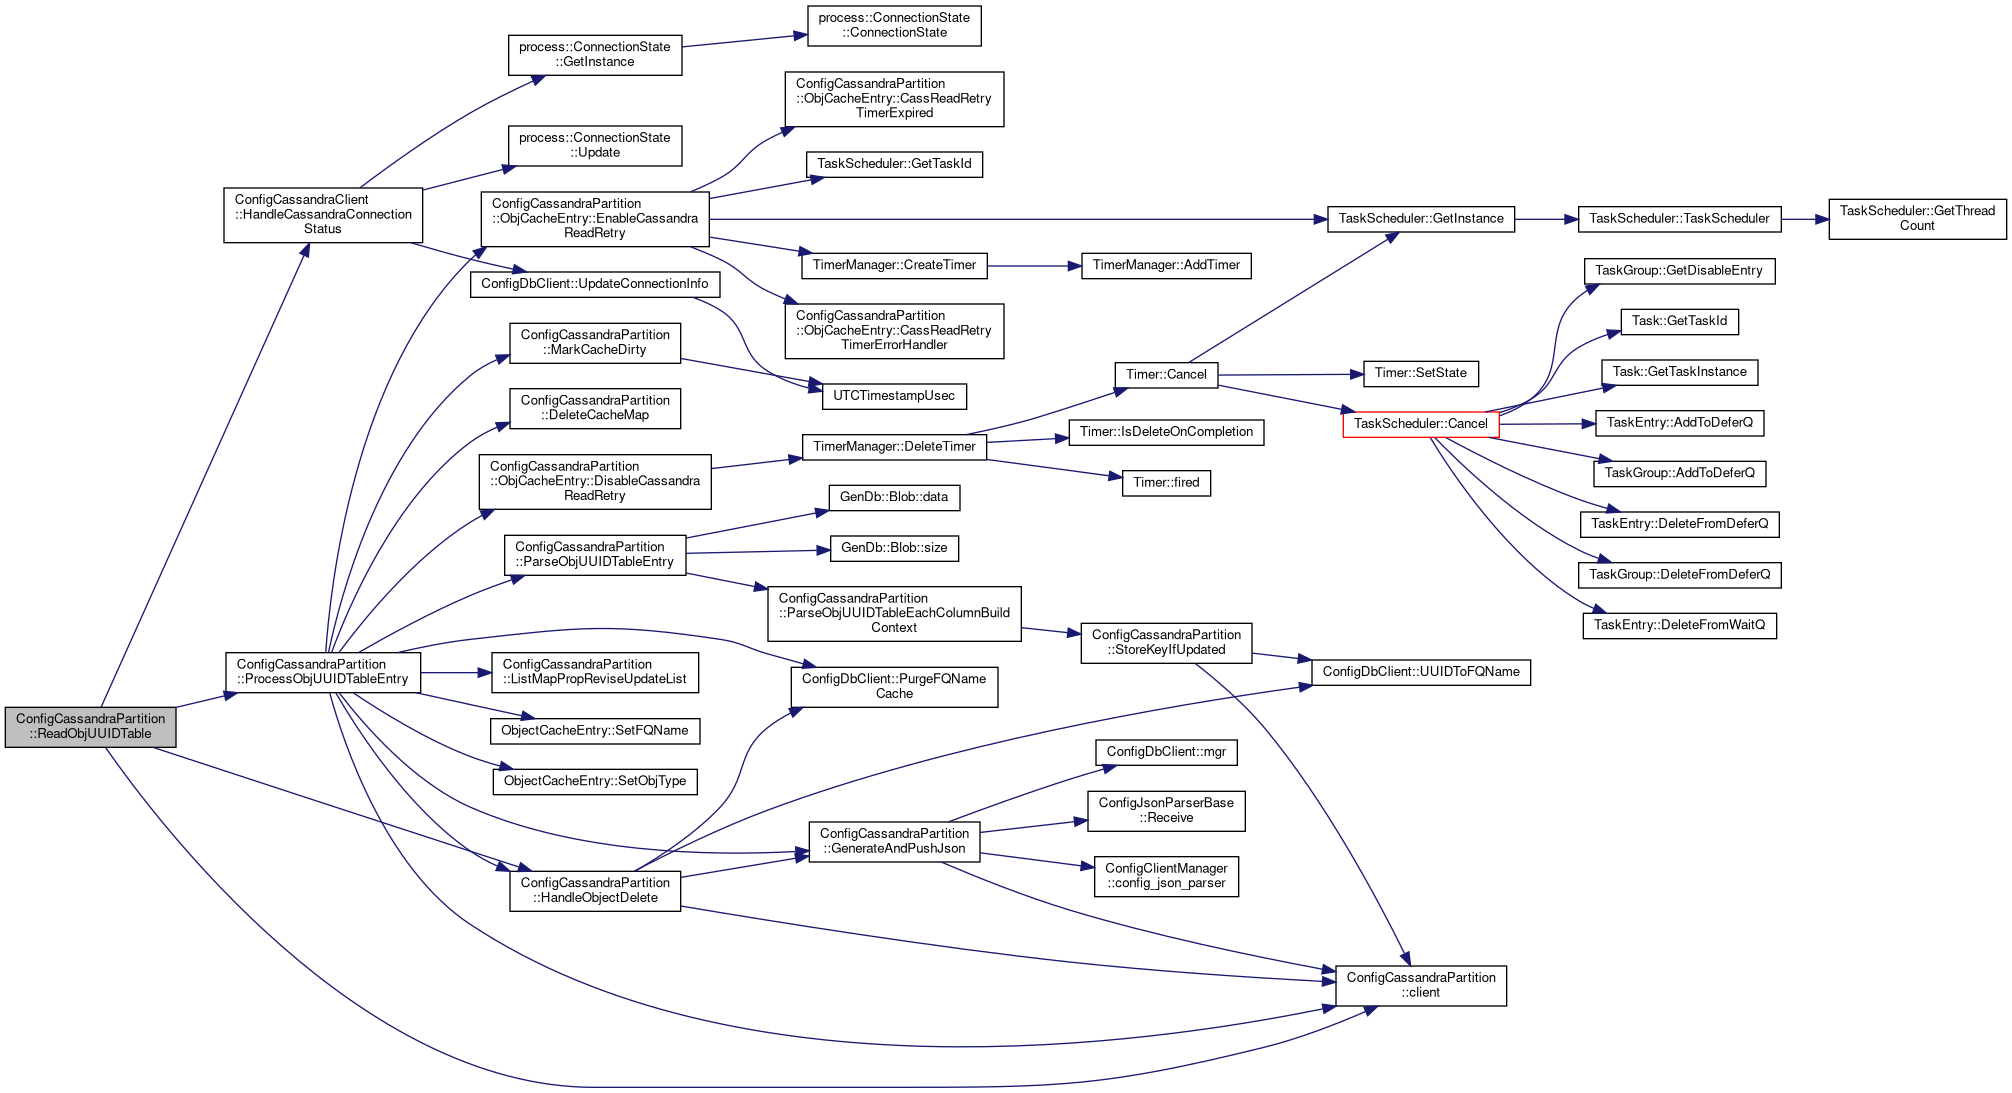 process::ConnectionState
::ConnectionState
process::ConnectionState
::GetInstance
ConfigCassandraPartition
::ObjCacheEntry::CassReadRetry
TimerExpired
process::ConnectionState
::Update
TaskScheduler::GetTaskId
ConfigCassandraClient
::HandleCassandraConnection
Status
ConfigCassandraPartition
::ObjCacheEntry::EnableCassandra
ReadRetry
TaskScheduler::GetInstance
TaskScheduler::TaskScheduler
TaskScheduler::GetThread
Count
TimerManager::CreateTimer
TimerManager::AddTimer
TaskGroup::GetDisableEntry
ConfigDbClient::UpdateConnectionInfo
ConfigCassandraPartition
::ObjCacheEntry::CassReadRetry
TimerErrorHandler
Task::GetTaskId
ConfigCassandraPartition
::MarkCacheDirty
Timer::Cancel
Timer::SetState
Task::GetTaskInstance
UTCTimestampUsec
ConfigCassandraPartition
::DeleteCacheMap
TaskScheduler::Cancel
TaskEntry::AddToDeferQ
TimerManager::DeleteTimer
Timer::IsDeleteOnCompletion
TaskGroup::AddToDeferQ
ConfigCassandraPartition
::ObjCacheEntry::DisableCassandra
ReadRetry
Timer::fired
GenDb::Blob::data
TaskEntry::DeleteFromDeferQ
ConfigCassandraPartition
::ParseObjUUIDTableEntry
GenDb::Blob::size
TaskGroup::DeleteFromDeferQ
ConfigCassandraPartition
::ParseObjUUIDTableEachColumnBuild
Context
TaskEntry::DeleteFromWaitQ
ConfigCassandraPartition
::StoreKeyIfUpdated
ConfigCassandraPartition
::ProcessObjUUIDTableEntry
ConfigCassandraPartition
::ListMapPropReviseUpdateList
ConfigDbClient::PurgeFQName
Cache
ConfigDbClient::UUIDToFQName
ConfigCassandraPartition
::ReadObjUUIDTable
ObjectCacheEntry::SetFQName
ConfigDbClient::mgr
ObjectCacheEntry::SetObjType
ConfigJsonParserBase
::Receive
ConfigCassandraPartition
::GenerateAndPushJson
ConfigClientManager
::config_json_parser
ConfigCassandraPartition
::HandleObjectDelete
ConfigCassandraPartition
::client